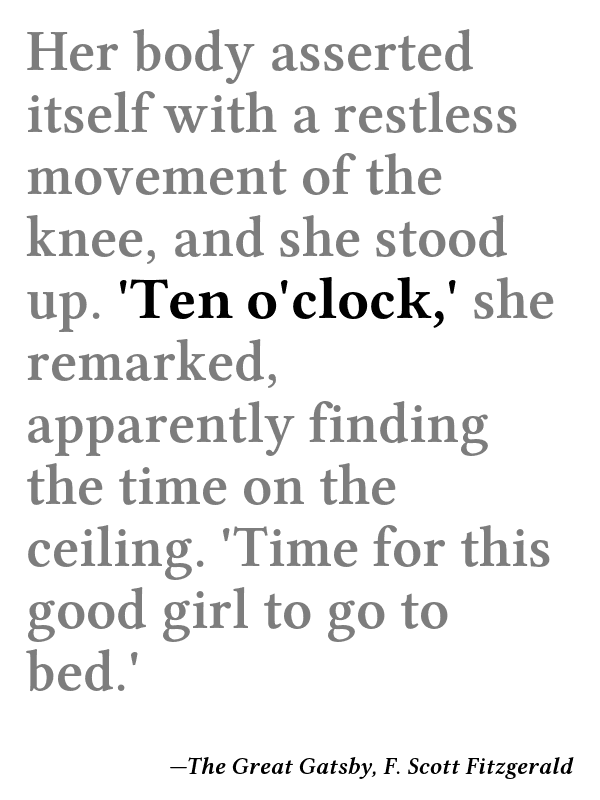 Her body asserted
itself with a restless
movement of the
knee, and she stood
up. 'Ten o'clock,' she
remarked,
apparently finding
the time on the
ceiling. 'Time for this
good girl to go to
bed.'
—The Great Gatsby, F. Scott Fitzgerald